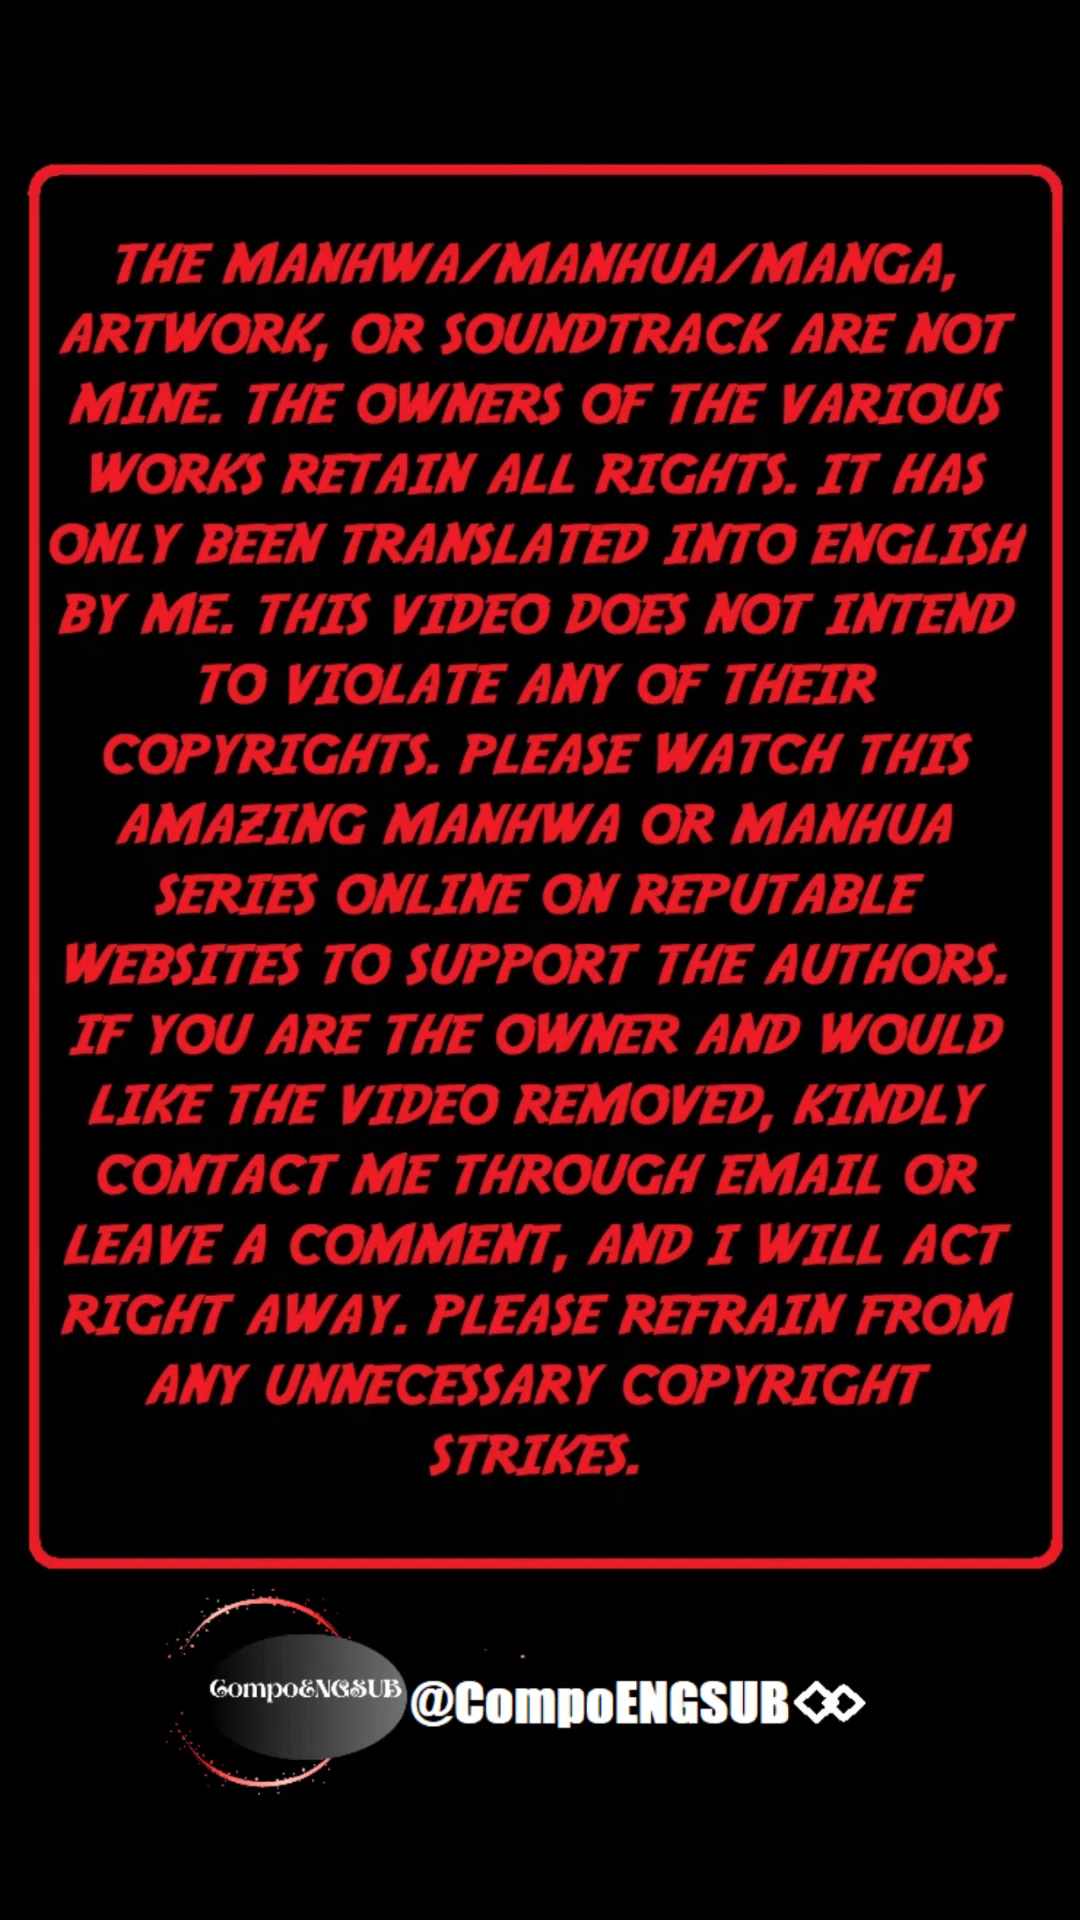 THE MANHWA/MANHUA/MANGA,
ARTWORK, OR SOUNDTRACK ARE NOT
MINE. THE OWNERS OF THE VARIOUS
WORKS RETAIN ALL RIGHTS. IT HAS
ONLY BEEN TRANSLATED INTO ENGLISH
BY ME. THIS VIDEO DOES NOT INTEND
TO VIOLATE ANY OF THEIR
COPYRIGHTS. PLEASE WATCH THIS
AMAZING MANHWA OR MANHUA
SERIES ONLINE ON REPUTABLE
WEBSITES TO SUPPORT THE AUTHORS.
IF YOU ARE THE OWNER AND WOULD
LIKE THE VIDEO REMOVED, KINDLY
CONTACT ME THROUGH EMAIL OR
LEAVE A COMMENT, AND I WILL ACT
RIGHT AWAY. PLEASE REFRAIN FROM
ANY UNNECESSARY COPYRIGHT
STRIKES.
CompoENGSUB
@CompoENGSUB